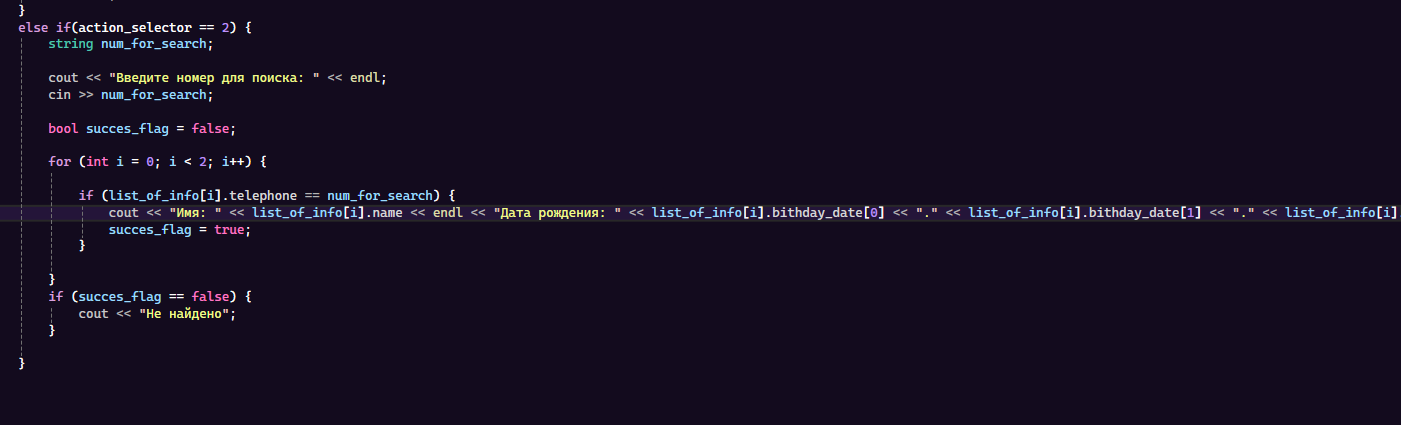 }
else if(action_selector == 2) {
string num_for_search;
cout << "Введите номер для поиска: " << endl;
cin >> num_for_search;
bool succes_flag = false;
for (int i = 0; i < 2; i++) {
if (list_of_info[i].telephone == num_for_search) {
cout << "Имя: " << list_of_info[i].name << endl << "Дата рождения: " << list_of_info[i].bithday_date[0] << "." << list_of_info[i].bithday_date[1] << "." << list_of_info[i]
succes_flag = true;
}
}
if (succes_flag == false) {
cout << "Не найдено";
}
}